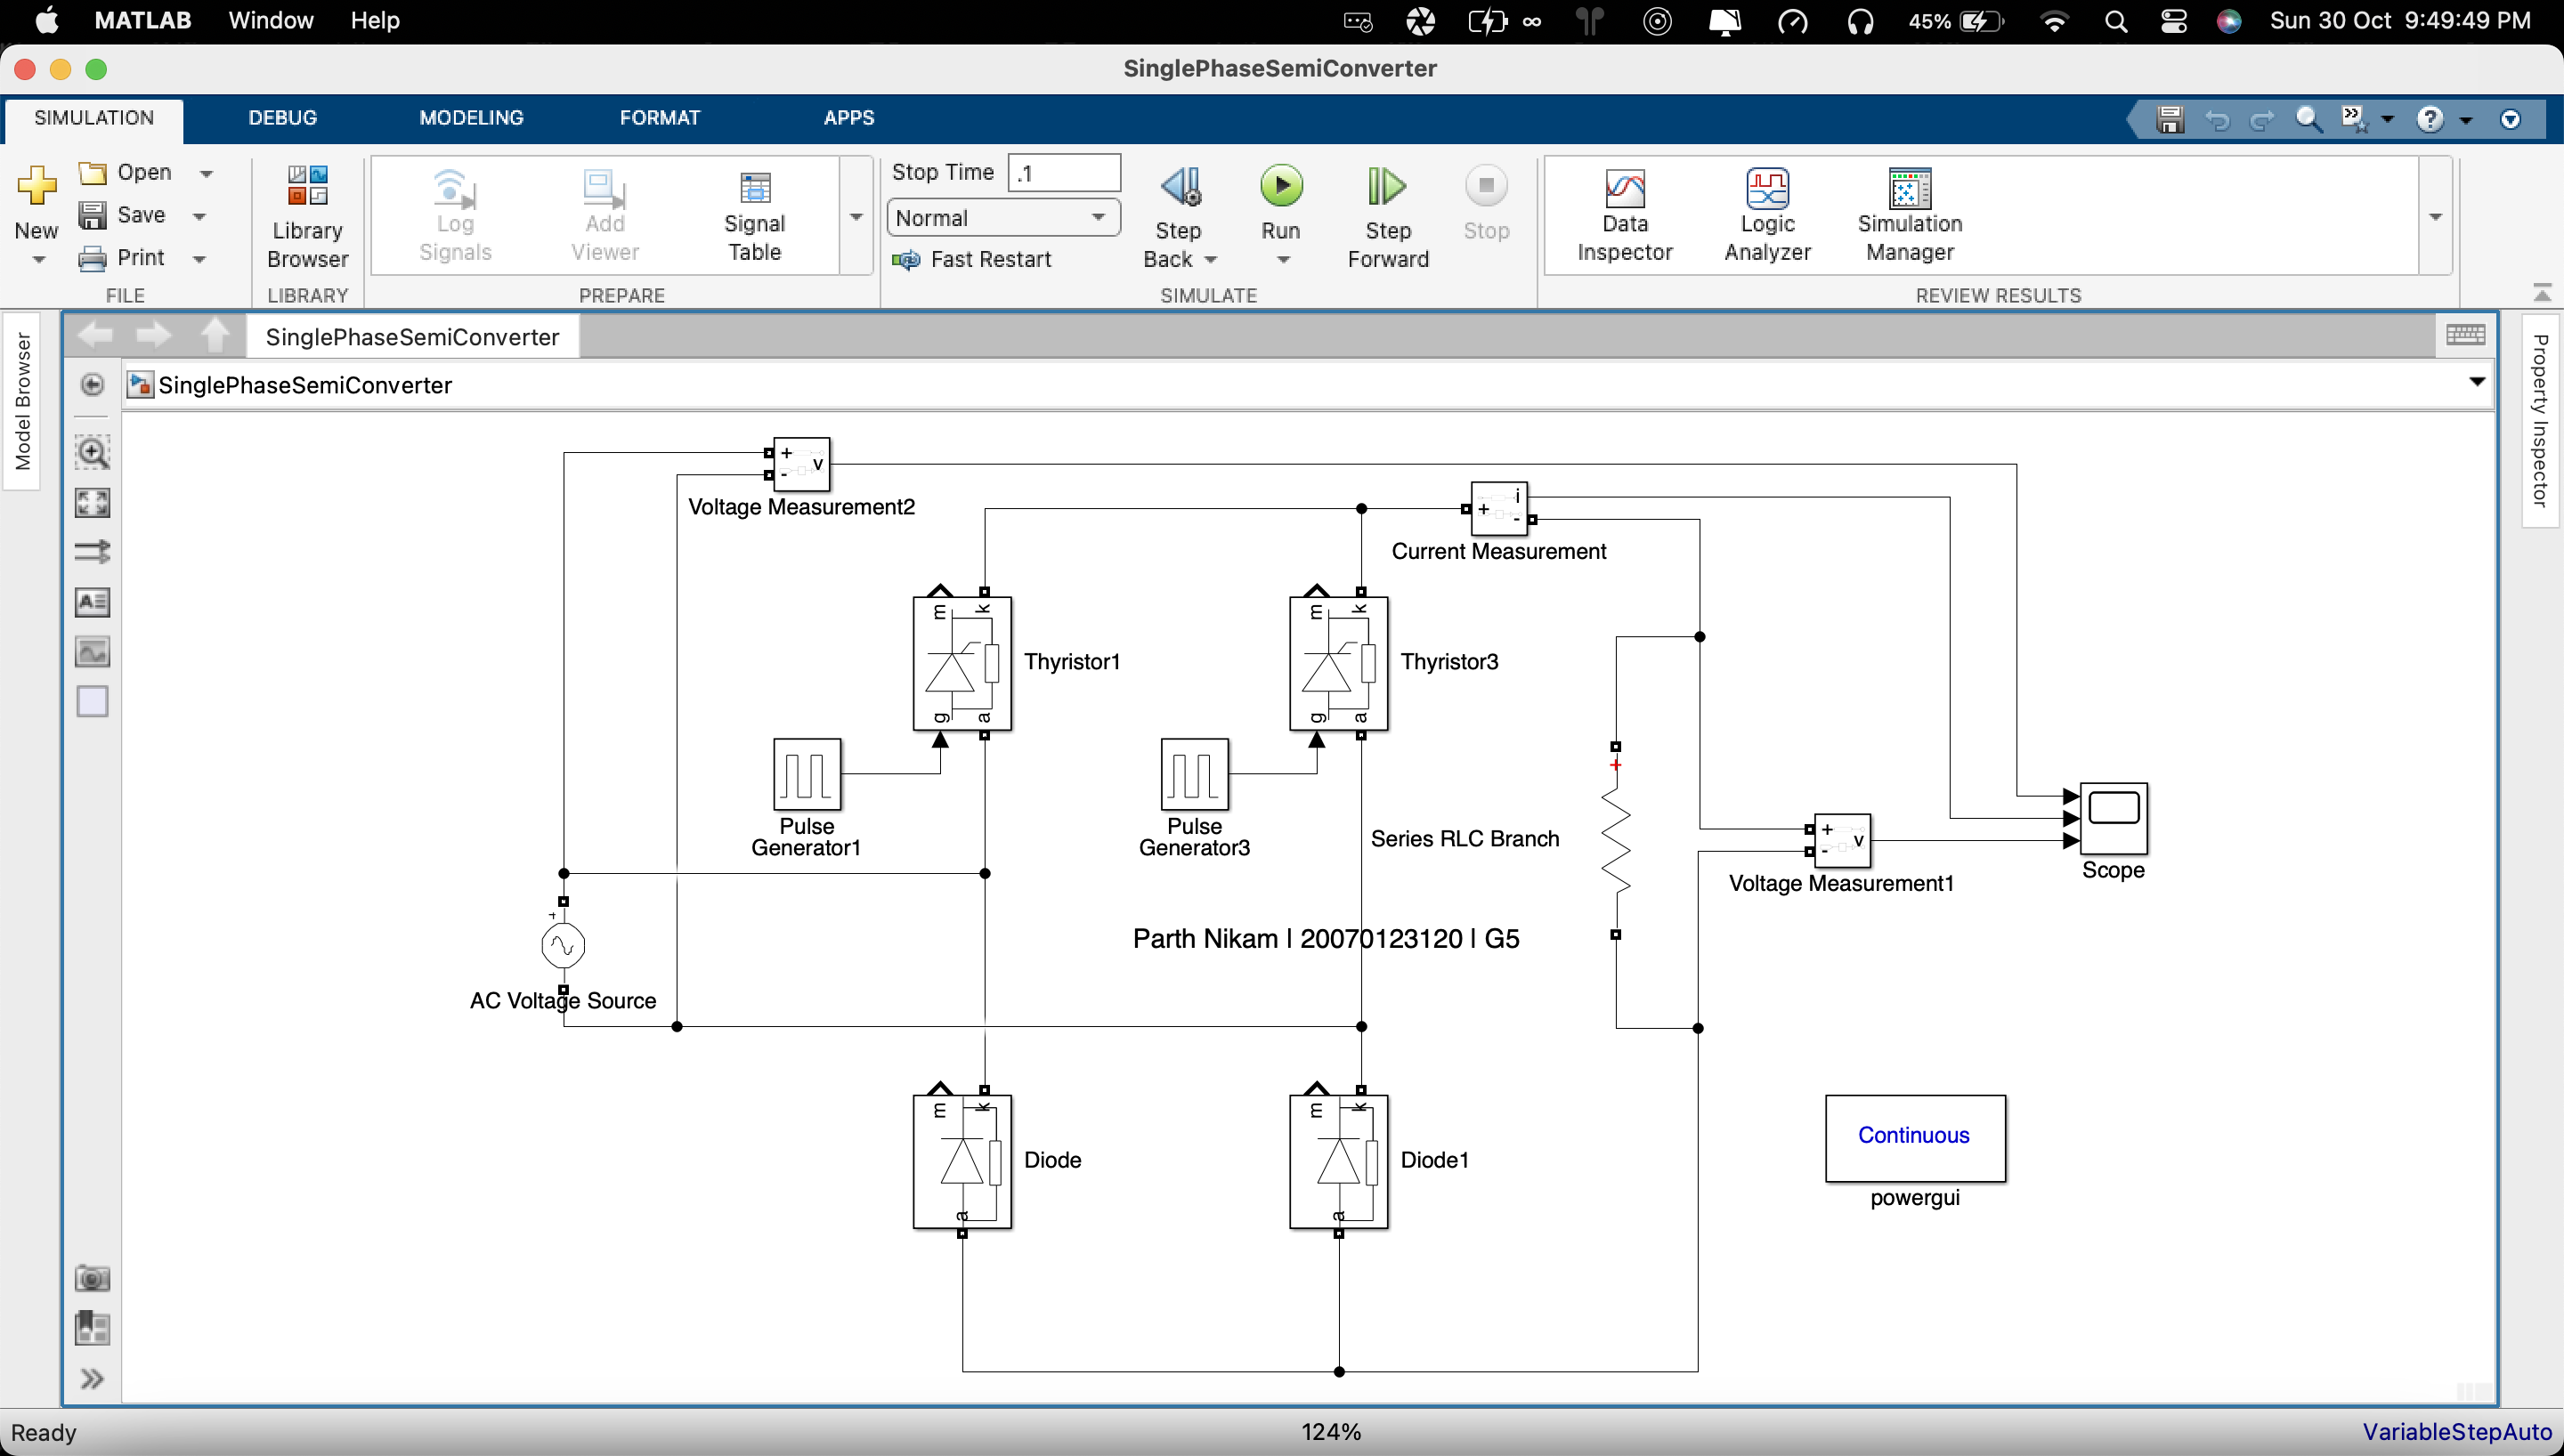 MATLAB Window Help 45% Sun 30 Oct 9:49:49 PM
SinglePhaseSemiConverter
SIMULATION DEBUG MODELING FORMAT APPS
New
Open
Save
Print
FILE
Library
Browser
LIBRARY
Log
Signals
Add
Viewer
Signal
Table
PREPARE
Stop Time .1
Normal
Fast Restart
Step
Back
Run
Step
Forward
Stop
SIMULATE
Data
Inspector
Logic
Analyzer
Simulation
Manager
REVIEW RESULTS
Model Browser
Property Inspector
SinglePhaseSemiConverter
SinglePhaseSemiConverter
+
-
v
Voltage Measurement2
i
+
-
Current Measurement
m k
g a
Thyristor1
m k
g a
Thyristor3
Pulse
Generator1
Pulse
Generator3
+
Series RLC Branch
+
-
v
Voltage Measurement1
Scope
+
AC Voltage Source
Parth Nikam | 20070123120 | G5
m k
a
Diode
m k
a
Diode1
Continuous
powergui
Ready 124% VariableStepAuto